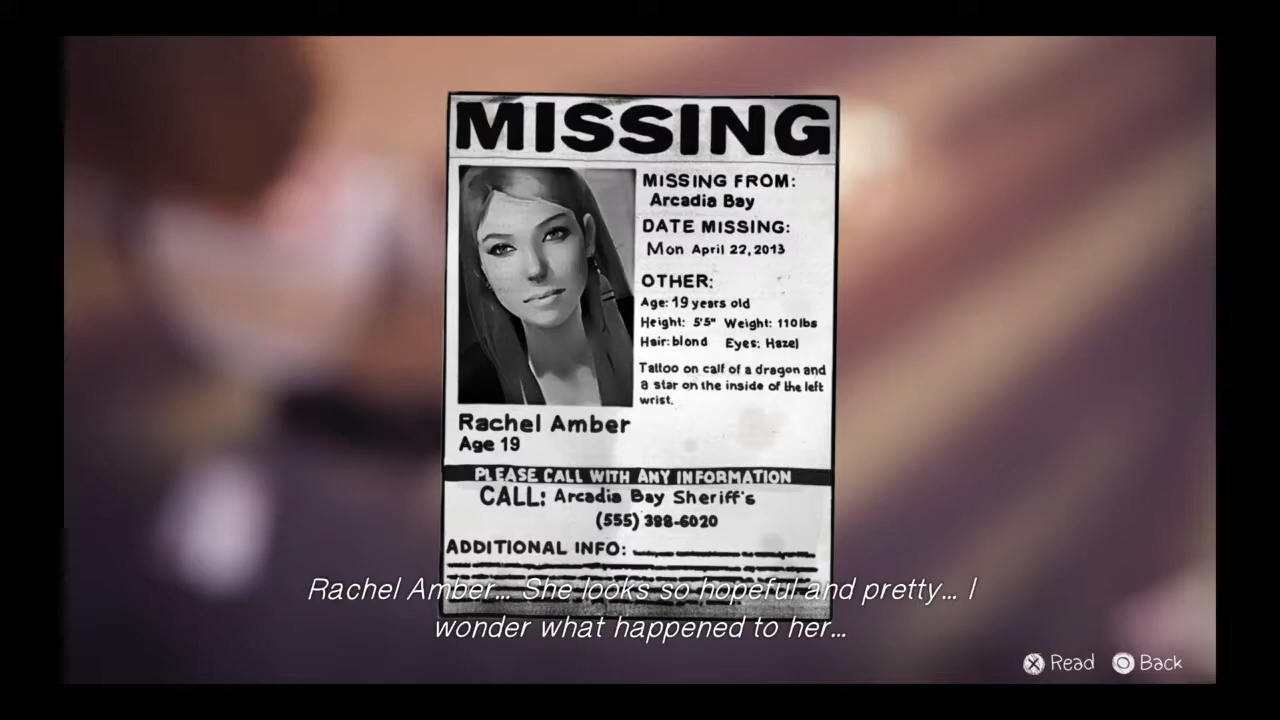 MISSING
MISSING FROM:
Arcadia Bay
DATE MISSING:
Mon April 22, 2013
OTHER:
Age: 19 years old
Height: 5'5" Weight: 110lbs
Hair: blond Eyes: Hazel
Tattoo on calf of a dragon and
a star on the inside of the left
wrist.
Rachel Amber
Age 19
PLEASE CALL WITH ANY INFORMATION
CALL: Arcadia Bay Sheriff's
(555) 398-6020
ADDITIONAL INFO:
Rachel Amber... She looks so hopeful and pretty... I
wonder what happened to her...
Read Back